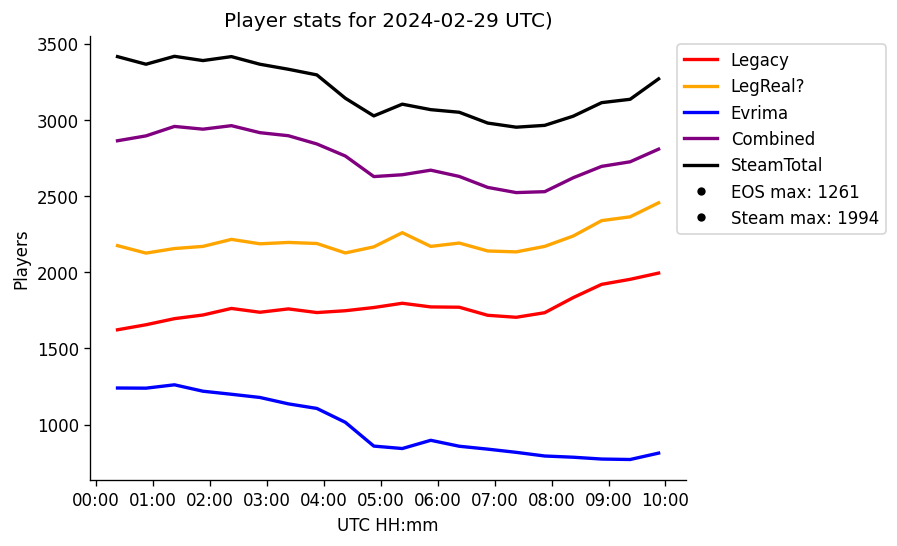 Player stats for 2024-02-29 UTC)
3500
3000
2500
2000
1500
1000
Players
00:00 01:00 02:00 03:00 04:00 05:00 06:00 07:00 08:00 09:00 10:00
UTC HH:mm
Legacy
LegReal?
Evrima
Combined
SteamTotal
EOS max: 1261
Steam max: 1994